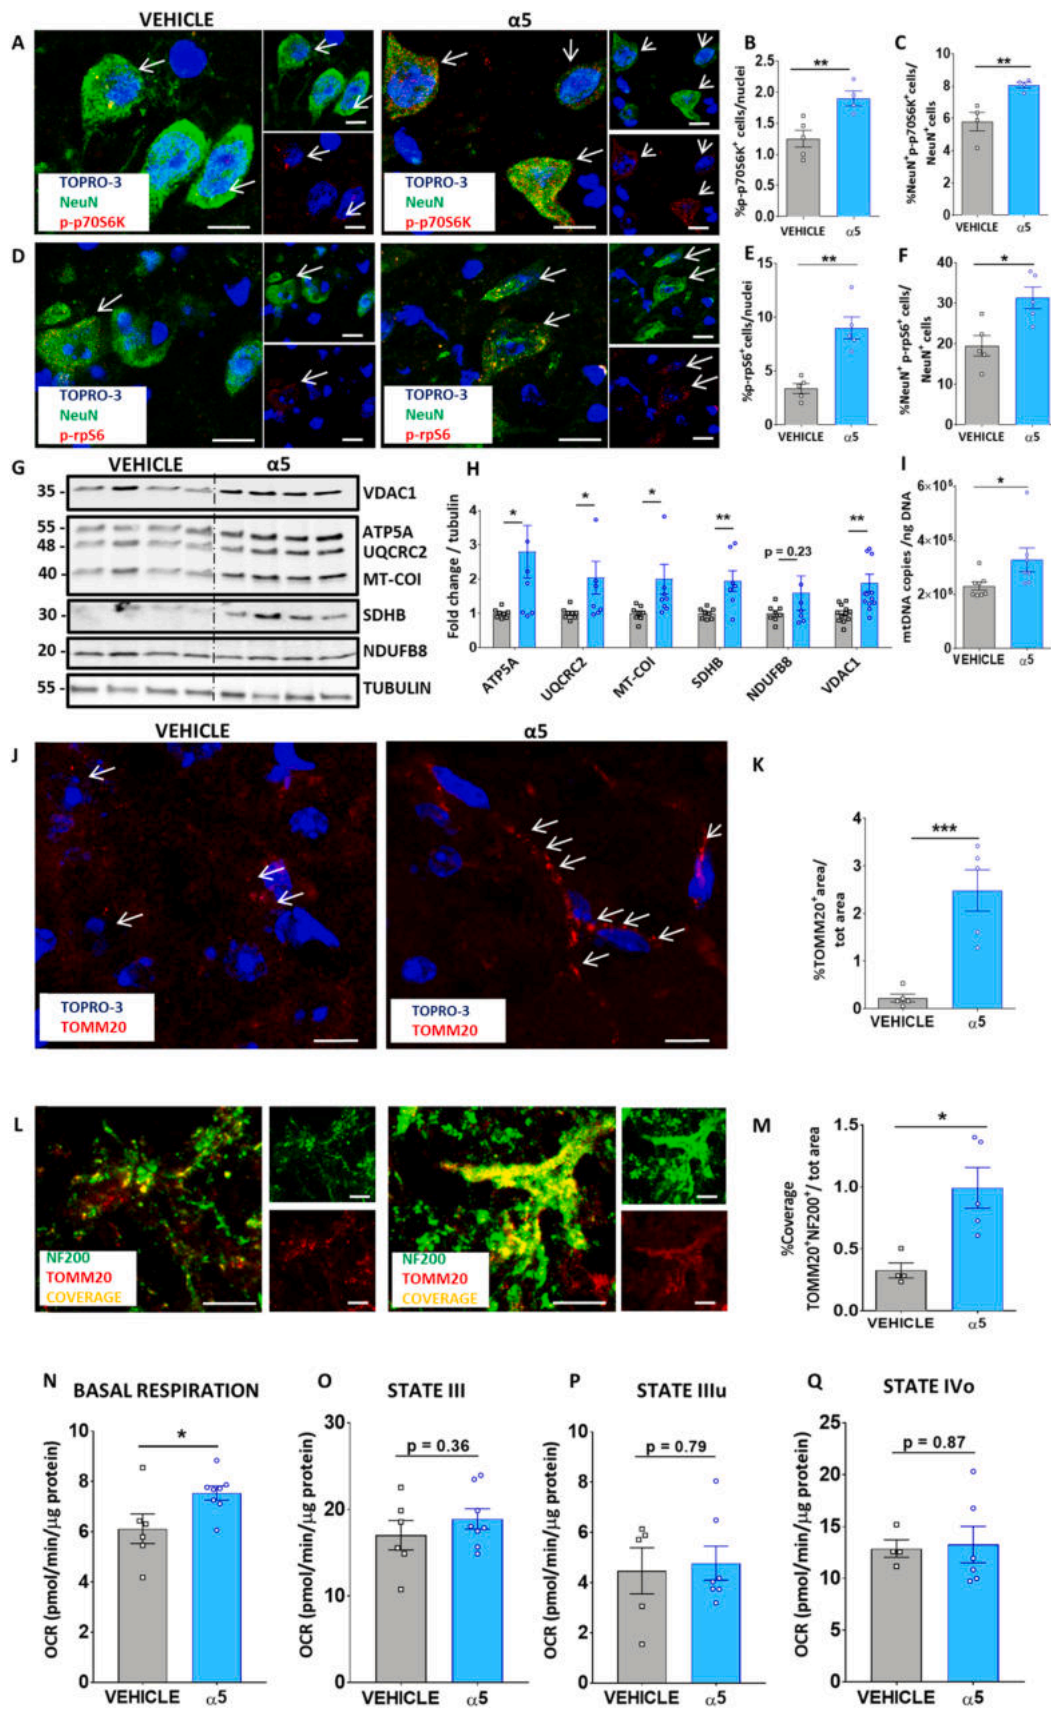 VEHICLE
α5
A
TOPRO-3
NeuN
p-p70S6K
TOPRO-3
NeuN
p-p70S6K
B
%p-p70S6K⁺ cells/nuclei
2.5
2.0
1.5
1.0
0.5
0.0
**
VEHICLE
α5
C
%NeuN⁺p-p70S6K⁺cells/
NeuN⁺cells
10
8
6
4
2
0
**
VEHICLE
α5
D
TOPRO-3
NeuN
p-rpS6
TOPRO-3
NeuN
p-rpS6
E
%p-rpS6⁺cells/nuclei
15
10
5
0
**
VEHICLE
α5
F
%NeuN⁺ p-rpS6⁺ cells/
NeuN⁺cells
40
30
20
10
0
*
VEHICLE
α5
G
VEHICLE
α5
35 -
VDAC1
55 -
ATP5A
48 -
UQCRC2
40 -
MT-COI
30 -
SDHB
20 -
NDUFB8
55 -
TUBULIN
H
Fold change / tubulin
4
3
2
1
0
*
*
*
**
p = 0.23
**
ATP5A
UQCRC2
MT-COI
SDHB
NDUFB8
VDAC1
I
mtDNA copies /ng DNA
6×10⁵
4×10⁵
2×10⁵
0
*
VEHICLE
α5
VEHICLE
α5
J
TOPRO-3
TOMM20
TOPRO-3
TOMM20
K
%TOMM20⁺area/
tot area
4
3
2
1
0
***
VEHICLE
α5
L
NF200
TOMM20
COVERAGE
NF200
TOMM20
COVERAGE
M
%Coverage
TOMM20⁺NF200⁺/ tot area
1.5
1.0
0.5
0.0
*
VEHICLE
α5
N
BASAL RESPIRATION
OCR (pmol/min/µg protein)
10
8
6
4
2
0
*
VEHICLE
α5
O
STATE III
OCR (pmol/min/µg protein)
30
20
10
0
p = 0.36
VEHICLE
α5
P
STATE IIIu
OCR (pmol/min/µg protein)
10
8
6
4
2
0
p = 0.79
VEHICLE
α5
Q
STATE IVo
OCR (pmol/min/µg protein)
25
20
15
10
5
0
p = 0.87
VEHICLE
α5